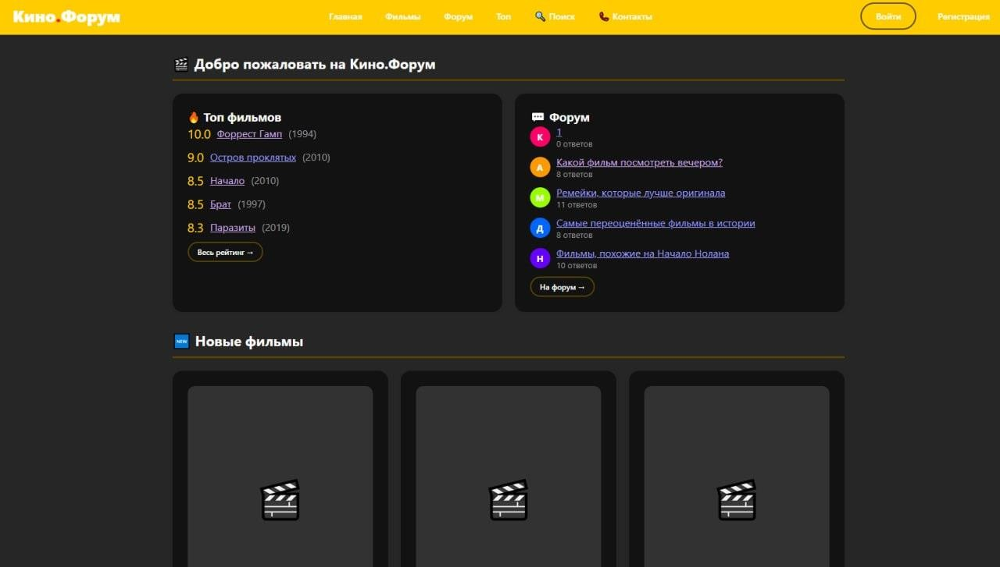 Кино.Форум
Главная Фильмы Форум Топ 🔍 Поиск 📞 Контакты
Войти Регистрация
🎬 Добро пожаловать на Кино.Форум
🔥 Топ фильмов
10.0 Форрест Гамп (1994)
9.0 Остров проклятых (2010)
8.5 Начало (2010)
8.5 Брат (1997)
8.3 Паразиты (2019)
Весь рейтинг →
💬 Форум
К 1
0 ответов
А Какой фильм посмотреть вечером?
8 ответов
М Ремейки, которые лучше оригинала
11 ответов
Д Самые переоценённые фильмы в истории
8 ответов
Н Фильмы, похожие на Начало Нолана
10 ответов
На форум →
🆕 Новые фильмы